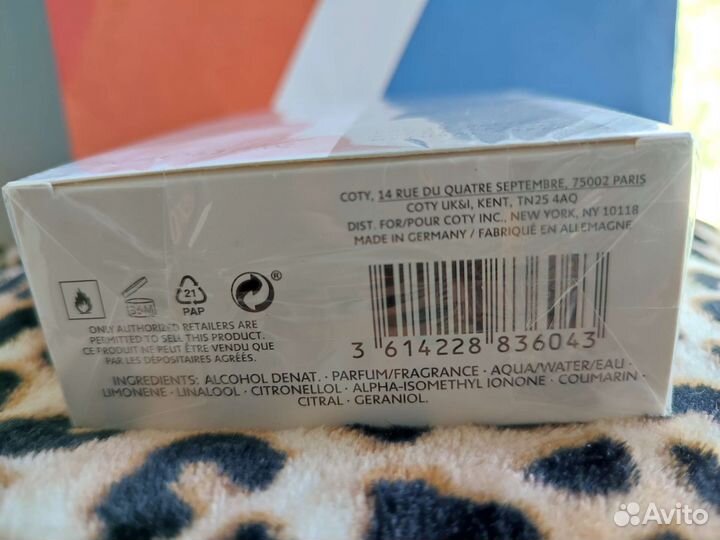 COTY, 14 RUE DU QUATRE SEPTEMBRE, 75002 PARIS
COTY UK&I, KENT, TN25 4AQ
DIST. FOR/POUR COTY INC., NEW YORK, NY 10118
MADE IN GERMANY / FABRIQUÉ EN ALLEMAGNE
36M
21
PAP
®
ONLY AUTHORIZED RETAILERS ARE
PERMITTED TO SELL THIS PRODUCT.
CE PRODUIT NE PEUT ÊTRE VENDU QUE
PAR LES DÉPOSITAIRES AGRÉÉS.
3 614228 836043
INGREDIENTS: ALCOHOL DENAT. · PARFUM/FRAGRANCE · AQUA/WATER/EAU ·
LIMONENE · LINALOOL · CITRONELLOL · ALPHA-ISOMETHYL IONONE · COUMARIN ·
CITRAL · GERANIOL.
Avito